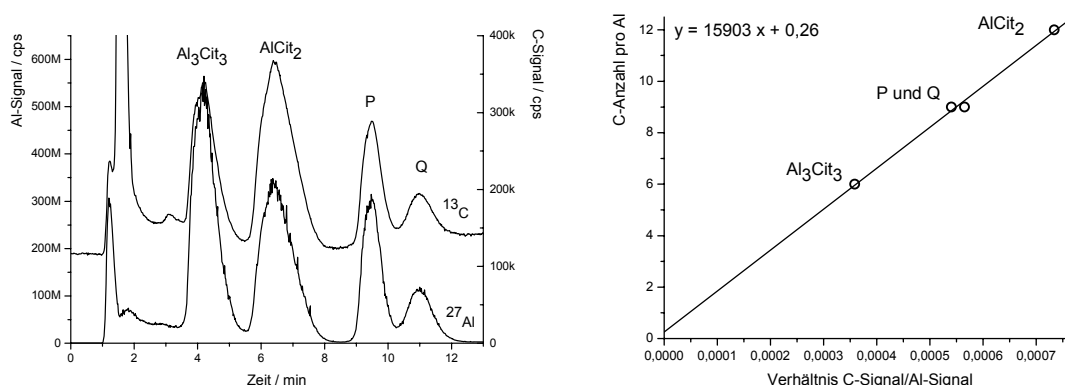 Al-Signal / cps
600M
500M
400M
300M
200M
100M
0
0 2 4 6 8 10 12
Zeit / min
400k
300k
200k
100k
0
C-Signal / cps
Al3Cit3
AlCit2
P
Q
13C
27Al
C-Anzahl pro Al
12
10
8
6
4
2
0
0,0000 0,0001 0,0002 0,0003 0,0004 0,0005 0,0006 0,0007
Verhältnis C-Signal/Al-Signal
y = 15903 x + 0,26
AlCit2
P und Q
Al3Cit3